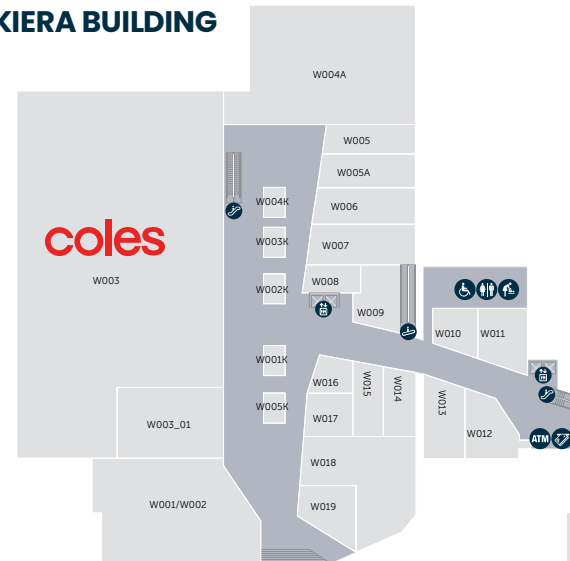 KIERA BUILDING
W004A
W005
W005A
W004K
W006
W003K
W007
coles
W003
W002K
W008
W009
W010
W011
W001K
W016
W015
W014
W013
W005K
W017
W003_01
W012
ATM
W018
W001/W002
W019